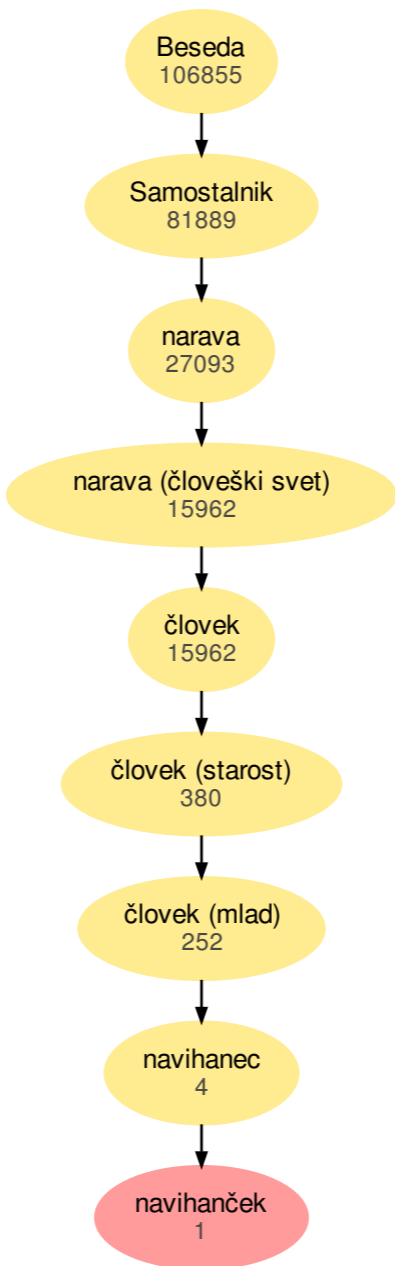 Beseda
106855
Samostalnik
81889
narava
27093
narava (človeški svet)
15962
človek
15962
človek (starost)
380
človek (mlad)
252
navihanec
4
navihanček
1